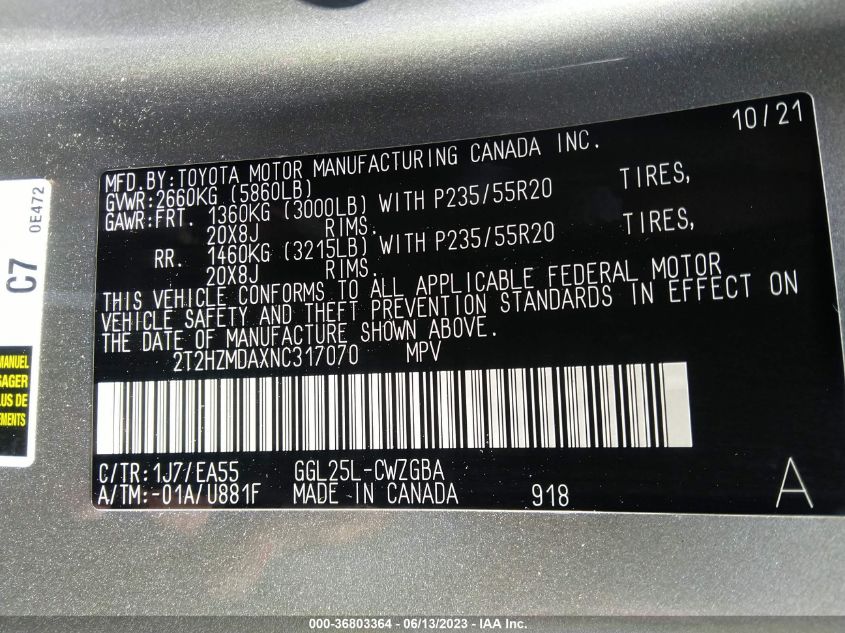 10/21
MFD.BY:TOYOTA MOTOR MANUFACTURING CANADA INC.
GVWR:2660KG (5860LB)
GAWR:FRT. 1360KG (3000LB) WITH P235/55R20 TIRES,
20X8J RIMS.
RR. 1460KG (3215LB) WITH P235/55R20 TIRES,
20X8J RIMS.
THIS VEHICLE CONFORMS TO ALL APPLICABLE FEDERAL MOTOR
VEHICLE SAFETY AND THEFT PREVENTION STANDARDS IN EFFECT ON
THE DATE OF MANUFACTURE SHOWN ABOVE.
2T2HZMDAXNC317070 MPV
C/TR:1J7/EA55 GGL25L-CWZGBA
A/TM:-01A/U881F MADE IN CANADA 918 A
C7 0E472
MANUEL
SAGER
LUS DE
EMENTS
000-36803364 - 06/13/2023 - IAA Inc.